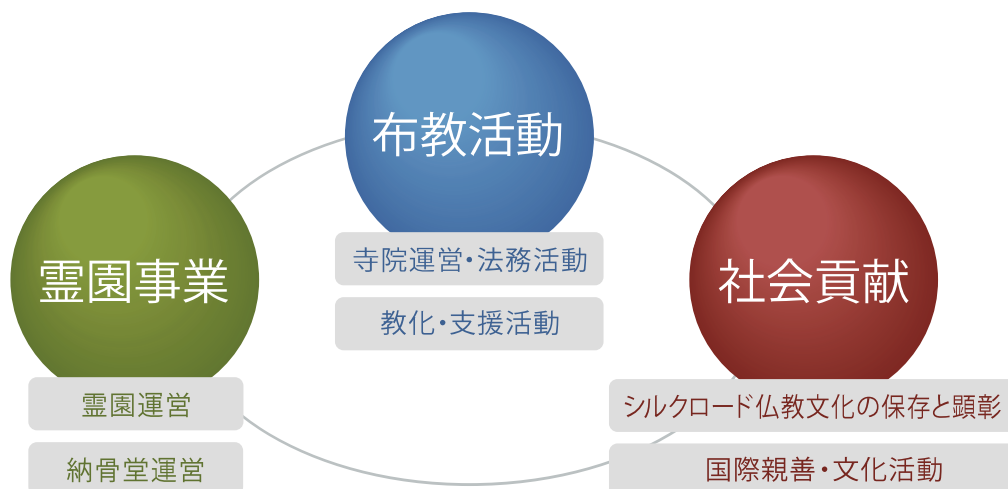 布教活動
寺院運営・法務活動
教化・支援活動
霊園事業
霊園運営
納骨堂運営
社会貢献
シルクロード仏教文化の保存と顕彰
国際親善・文化活動